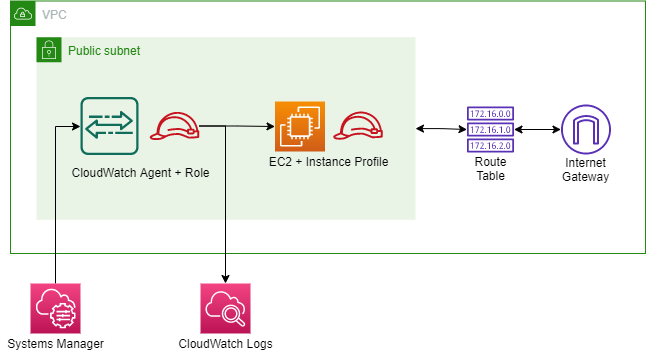 VPC
Public subnet
172.16.0.0
172.16.1.0
172.16.2.0
CloudWatch Agent + Role
EC2 + Instance Profile
Route
Table
Internet
Gateway
Systems Manager
CloudWatch Logs